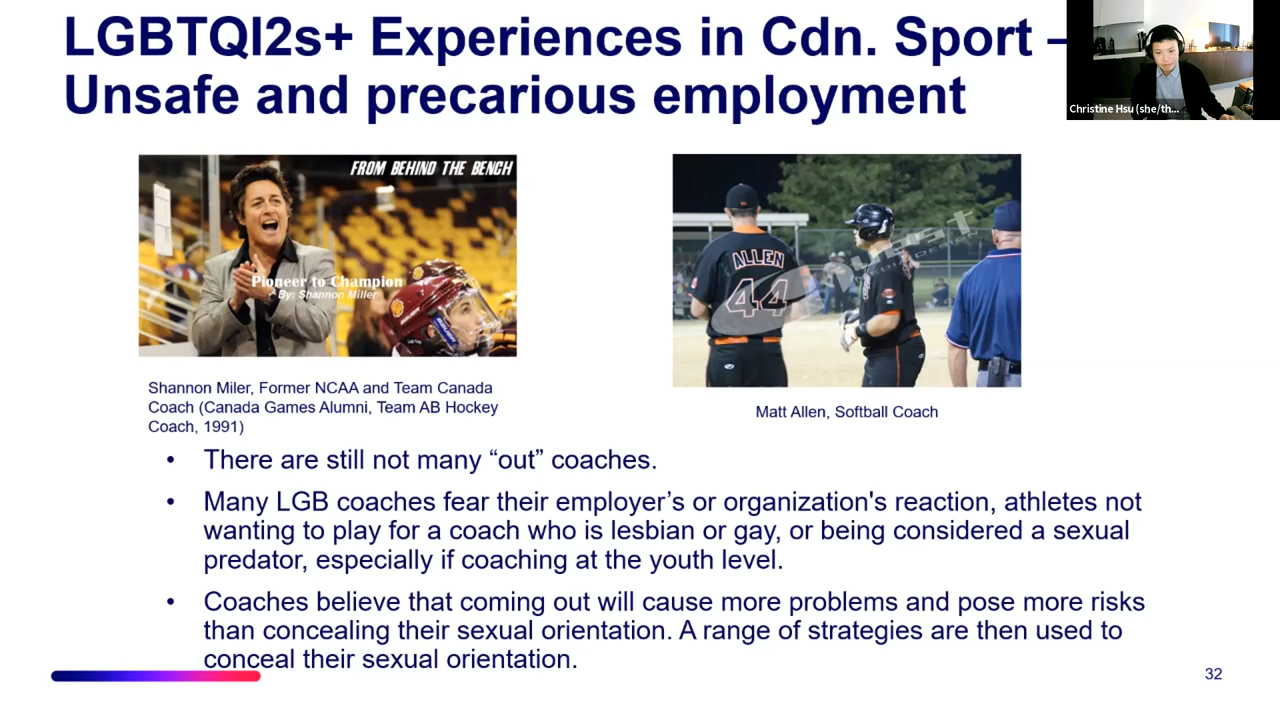 LGBTQI2s+ Experiences in Cdn. Sport –
Unsafe and precarious employment
Christine Hsu (she/th...
FROM BEHIND THE BENCH
Pioneer to Champion
By: Shannon Miller
ALLEN
44
Shannon Miler, Former NCAA and Team Canada
Coach (Canada Games Alumni, Team AB Hockey
Coach, 1991)
Matt Allen, Softball Coach
• There are still not many “out” coaches.
• Many LGB coaches fear their employer’s or organization's reaction, athletes not
wanting to play for a coach who is lesbian or gay, or being considered a sexual
predator, especially if coaching at the youth level.
• Coaches believe that coming out will cause more problems and pose more risks
than concealing their sexual orientation. A range of strategies are then used to
conceal their sexual orientation.
32